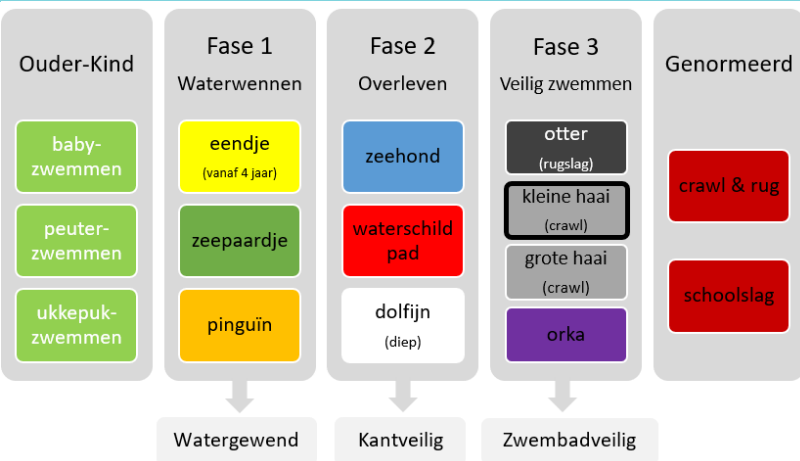 Ouder-Kind
baby-
zwemmen
peuter-
zwemmen
ukkepuk-
zwemmen
Fase 1
Waterwennen
eendje
(vanaf 4 jaar)
zeepaardje
pinguïn
Watergewend
Fase 2
Overleven
zeehond
waterschild
pad
dolfijn
(diep)
Kantveilig
Fase 3
Veilig zwemmen
otter
(rugslag)
kleine haai
(crawl)
grote haai
(crawl)
orka
Zwembadveilig
Genormeerd
crawl & rug
schoolslag